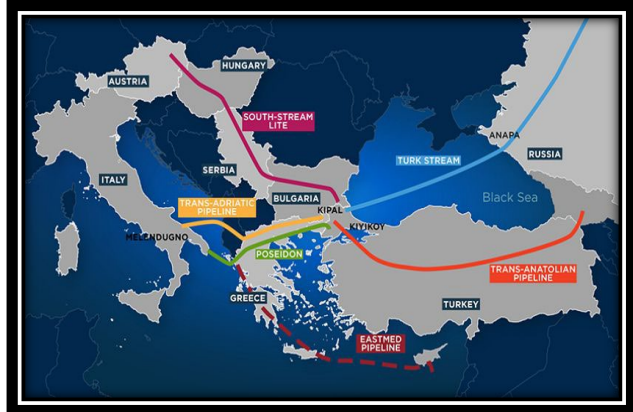 HUNGARY
AUSTRIA
SOUTH-STREAM
LITE
ANAPA
RUSSIA
TURK STREAM
SERBIA
ITALY
BULGARIA
Black Sea
TRANS-ADRIATIC
PIPELINE
KIPAL
KIYIKOY
MELENDUGNO
POSEIDON
TRANS-ANATOLIAN
PIPELINE
GREECE
TURKEY
EASTMED
PIPELINE